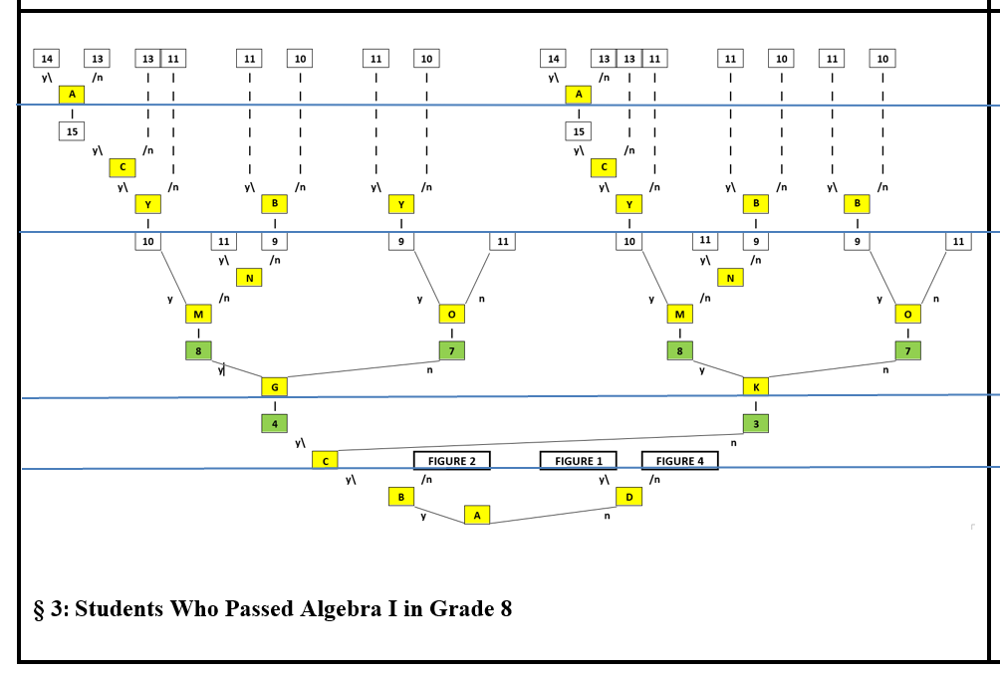 14 13 13 11 11 10 11 10 14 13 13 11 11 10 11 10
y\ /n y\ /n
A A
15 15
y\ /n y\ /n
C C
y\ /n y\ /n y\ /n y\ /n y\ /n y\ /n
Y B Y Y B B
10 11 9 9 11 10 11 9 9 11
y\ /n y\ /n
N N
y /n y n y /n y n
M O M O
8 7 8 7
y n y n
G K
4 3
y\ n
C FIGURE 2 FIGURE 1 FIGURE 4
y\ /n y\ /n
B D
y A n
§ 3: Students Who Passed Algebra I in Grade 8